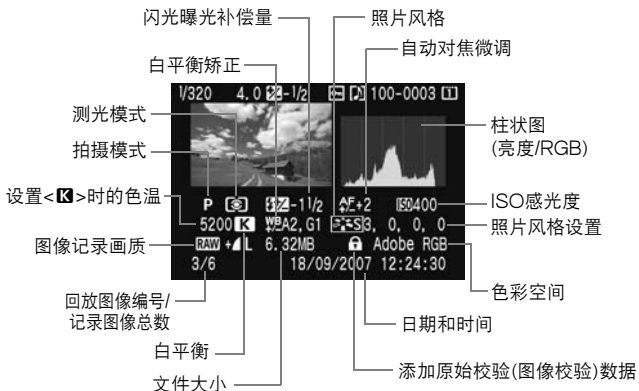 闪光曝光补偿量
照片风格
自动对焦微调
白平衡矫正
1/320 4.0 -1/2 100-0003 1
测光模式
柱状图
(亮度/RGB)
拍摄模式
P -1 1/2 AF+2 ISO400
ISO感光度
设置<K>时的色温
5200 K WB A2, G1 S 3, 0, 0, 0
照片风格设置
图像记录画质
RAW + L 6.32MB Adobe RGB
3/6 18/09/2007 12:24:30
色彩空间
回放图像编号/
记录图像总数
日期和时间
白平衡
添加原始校验(图像校验)数据
文件大小